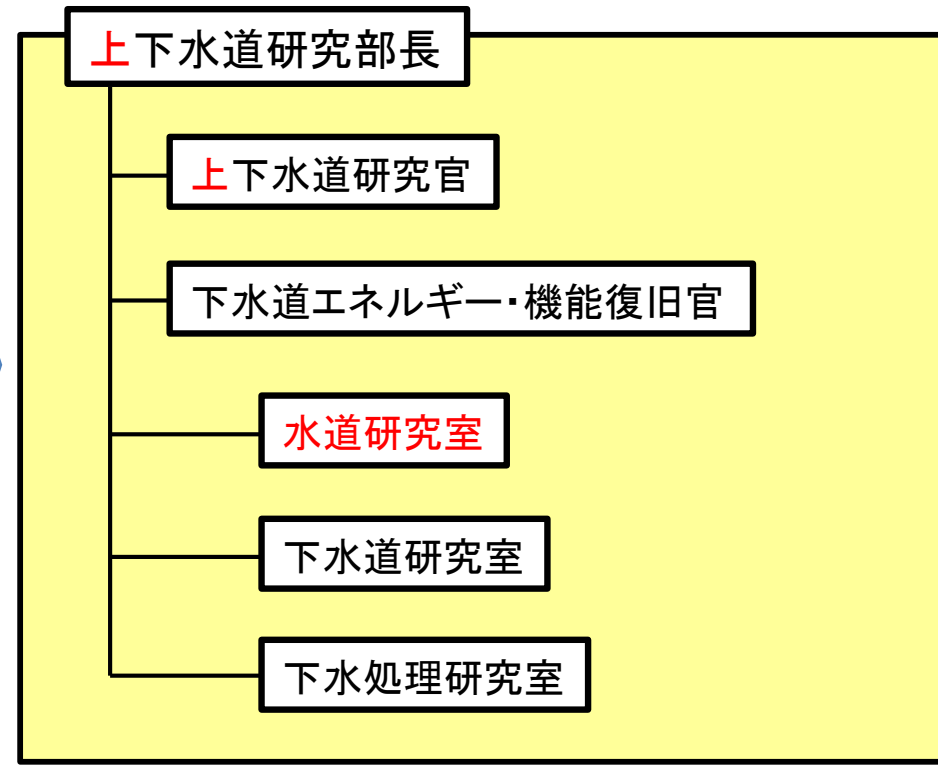 上下水道研究部長
上下水道研究官
下水道エネルギー・機能復旧官
水道研究室
下水道研究室
下水処理研究室